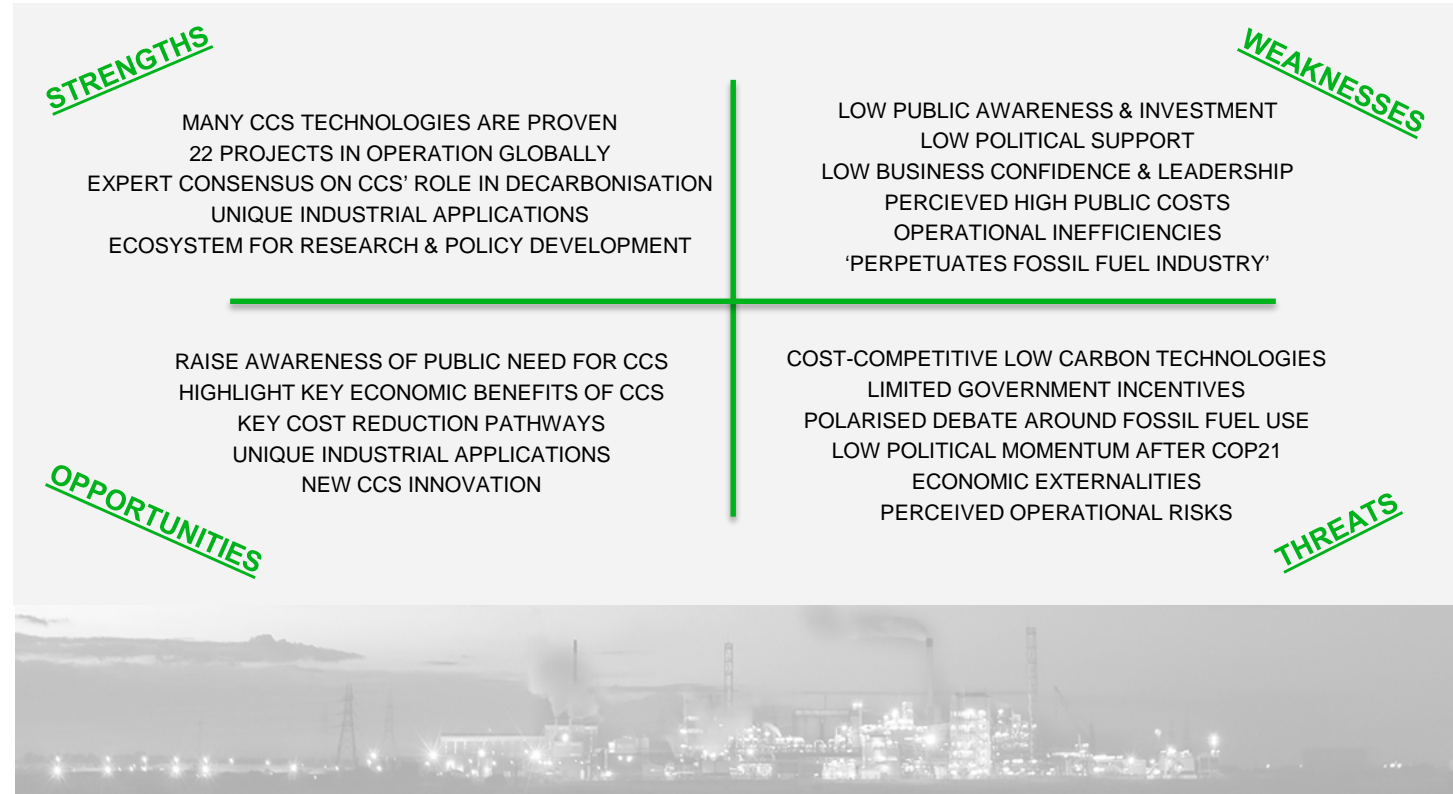 STRENGTHS
MANY CCS TECHNOLOGIES ARE PROVEN
22 PROJECTS IN OPERATION GLOBALLY
EXPERT CONSENSUS ON CCS’ ROLE IN DECARBONISATION
UNIQUE INDUSTRIAL APPLICATIONS
ECOSYSTEM FOR RESEARCH & POLICY DEVELOPMENT
WEAKNESSES
LOW PUBLIC AWARENESS & INVESTMENT
LOW POLITICAL SUPPORT
LOW BUSINESS CONFIDENCE & LEADERSHIP
PERCIEVED HIGH PUBLIC COSTS
OPERATIONAL INEFFICIENCIES
‘PERPETUATES FOSSIL FUEL INDUSTRY’
RAISE AWARENESS OF PUBLIC NEED FOR CCS
HIGHLIGHT KEY ECONOMIC BENEFITS OF CCS
KEY COST REDUCTION PATHWAYS
UNIQUE INDUSTRIAL APPLICATIONS
NEW CCS INNOVATION
OPPORTUNITIES
COST-COMPETITIVE LOW CARBON TECHNOLOGIES
LIMITED GOVERNMENT INCENTIVES
POLARISED DEBATE AROUND FOSSIL FUEL USE
LOW POLITICAL MOMENTUM AFTER COP21
ECONOMIC EXTERNALITIES
PERCEIVED OPERATIONAL RISKS
THREATS